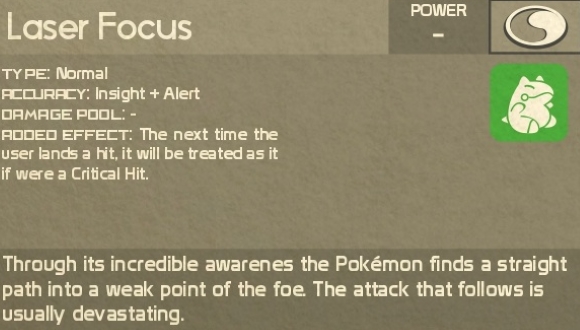 Laser Focus
POWER
-
TYPE: Normal
ACCURACY: Insight + Alert
DAMAGE POOL: -
ADDED EFFECT: The next time the
user lands a hit, it will be treated as it
if were a Critical Hit.
Through its incredible awarenes the Pokémon finds a straight
path into a weak point of the foe. The attack that follows is
usually devastating.